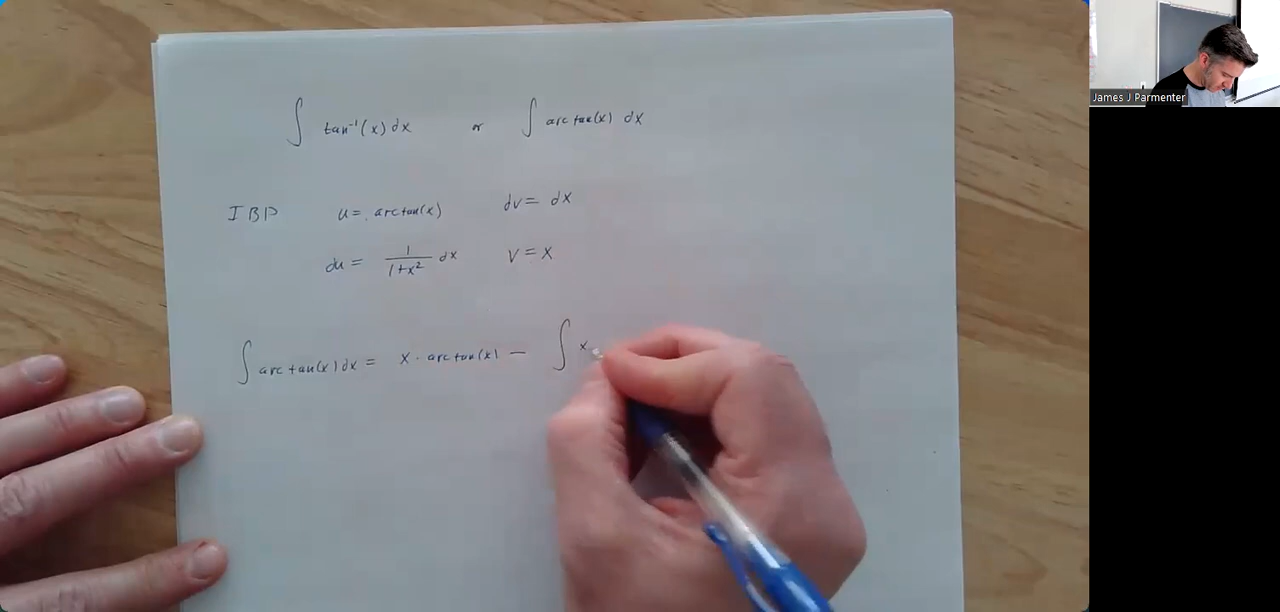 ∫ tan⁻¹(x) dx or ∫ arctan(x) dx
IBP u = arctan(x) dv = dx
du = 1/(1+x²) dx v = x
∫ arctan(x) dx = x · arctan(x) − ∫ x
James J Parmenter